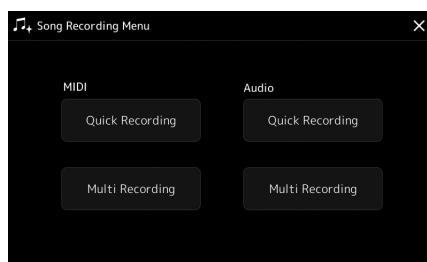 Song Recording Menu
MIDI
Audio
Quick Recording
Quick Recording
Multi Recording
Multi Recording